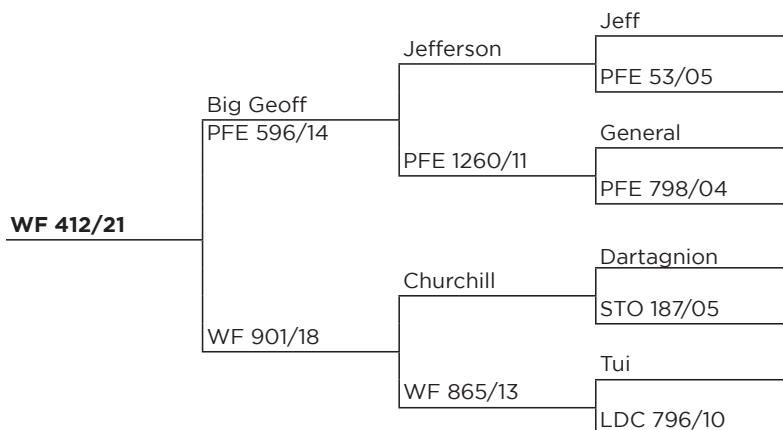 Jeff
Jefferson
PFE 53/05
Big Geoff
PFE 596/14
General
PFE 1260/11
PFE 798/04
WF 412/21
Dartagnion
Churchill
STO 187/05
WF 901/18
Tui
WF 865/13
LDC 796/10